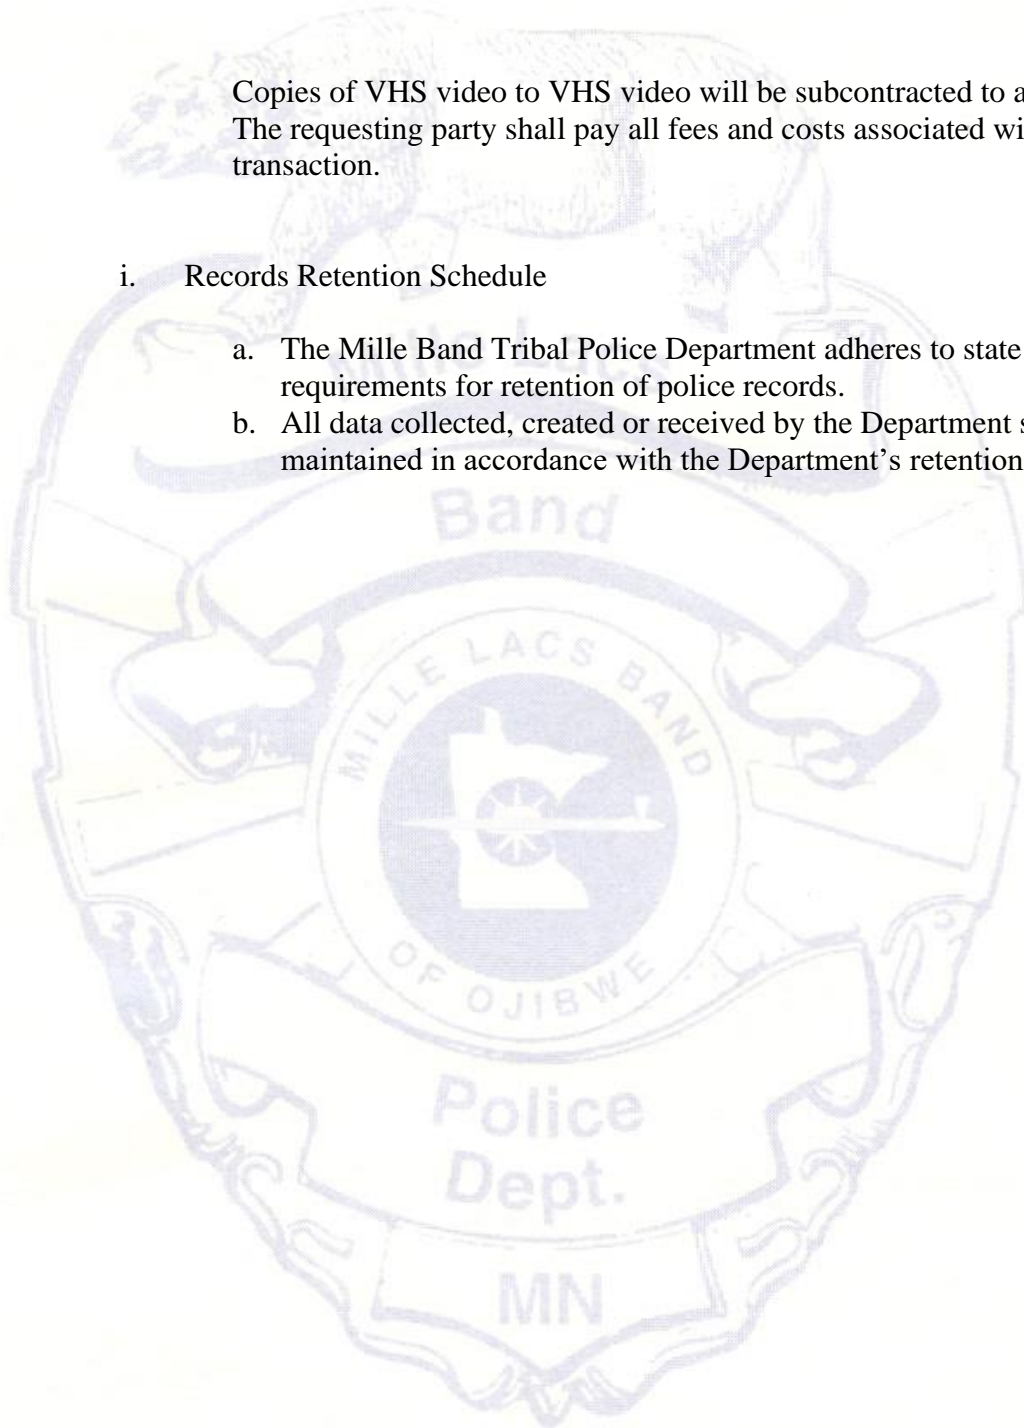 Copies of VHS video to VHS video will be subcontracted to a
The requesting party shall pay all fees and costs associated
transaction.
i. Records Retention Schedule
a. The Mille Band Tribal Police Department adheres to state
requirements for retention of police records.
b. All data collected, created or received by the Department
maintained in accordance with the Department’s retention
Mille Lacs
Band
MILLE LACS BAND
OF OJIBWE
Police
Dept.
MN